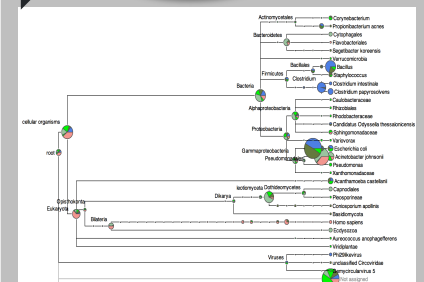 Actinomycetales
Corynebacterium
Propionibacterium acnes
Cytophagales
Bacteroidetes
Flavobacteriales
Segetibacter koreensis
Verrucomicrobia
Bacillales
Bacillus
Staphylococcus
Firmicutes
Clostridium
Clostridium intestinale
Clostridium papyrosolvens
Bacteria
Caulobacteraceae
Rhizobiales
Alphaproteobacteria
Rhodobacteraceae
Candidatus Odyssella thessalonicensis
cellular organisms
Sphingomonadaceae
Proteobacteria
Variovorax
Escherichia coli
Gammaproteobacteria
Acinetobacter johnsonii
root
Pseudomonas
Xanthomonadaceae
Acanthamoeba castellanii
Dothideomycetes
Capnodiales
Dikarya
Pleosporineae
Opisthokonta
Coniosporium apollinis
Eukaryota
Basidiomycota
Bilateria
Homo sapiens
Ecdysozoa
Aureococcus anophagefferens
Viridiplantae
Phi29likevirus
Viruses
unclassified Circoviridae
Not assigned